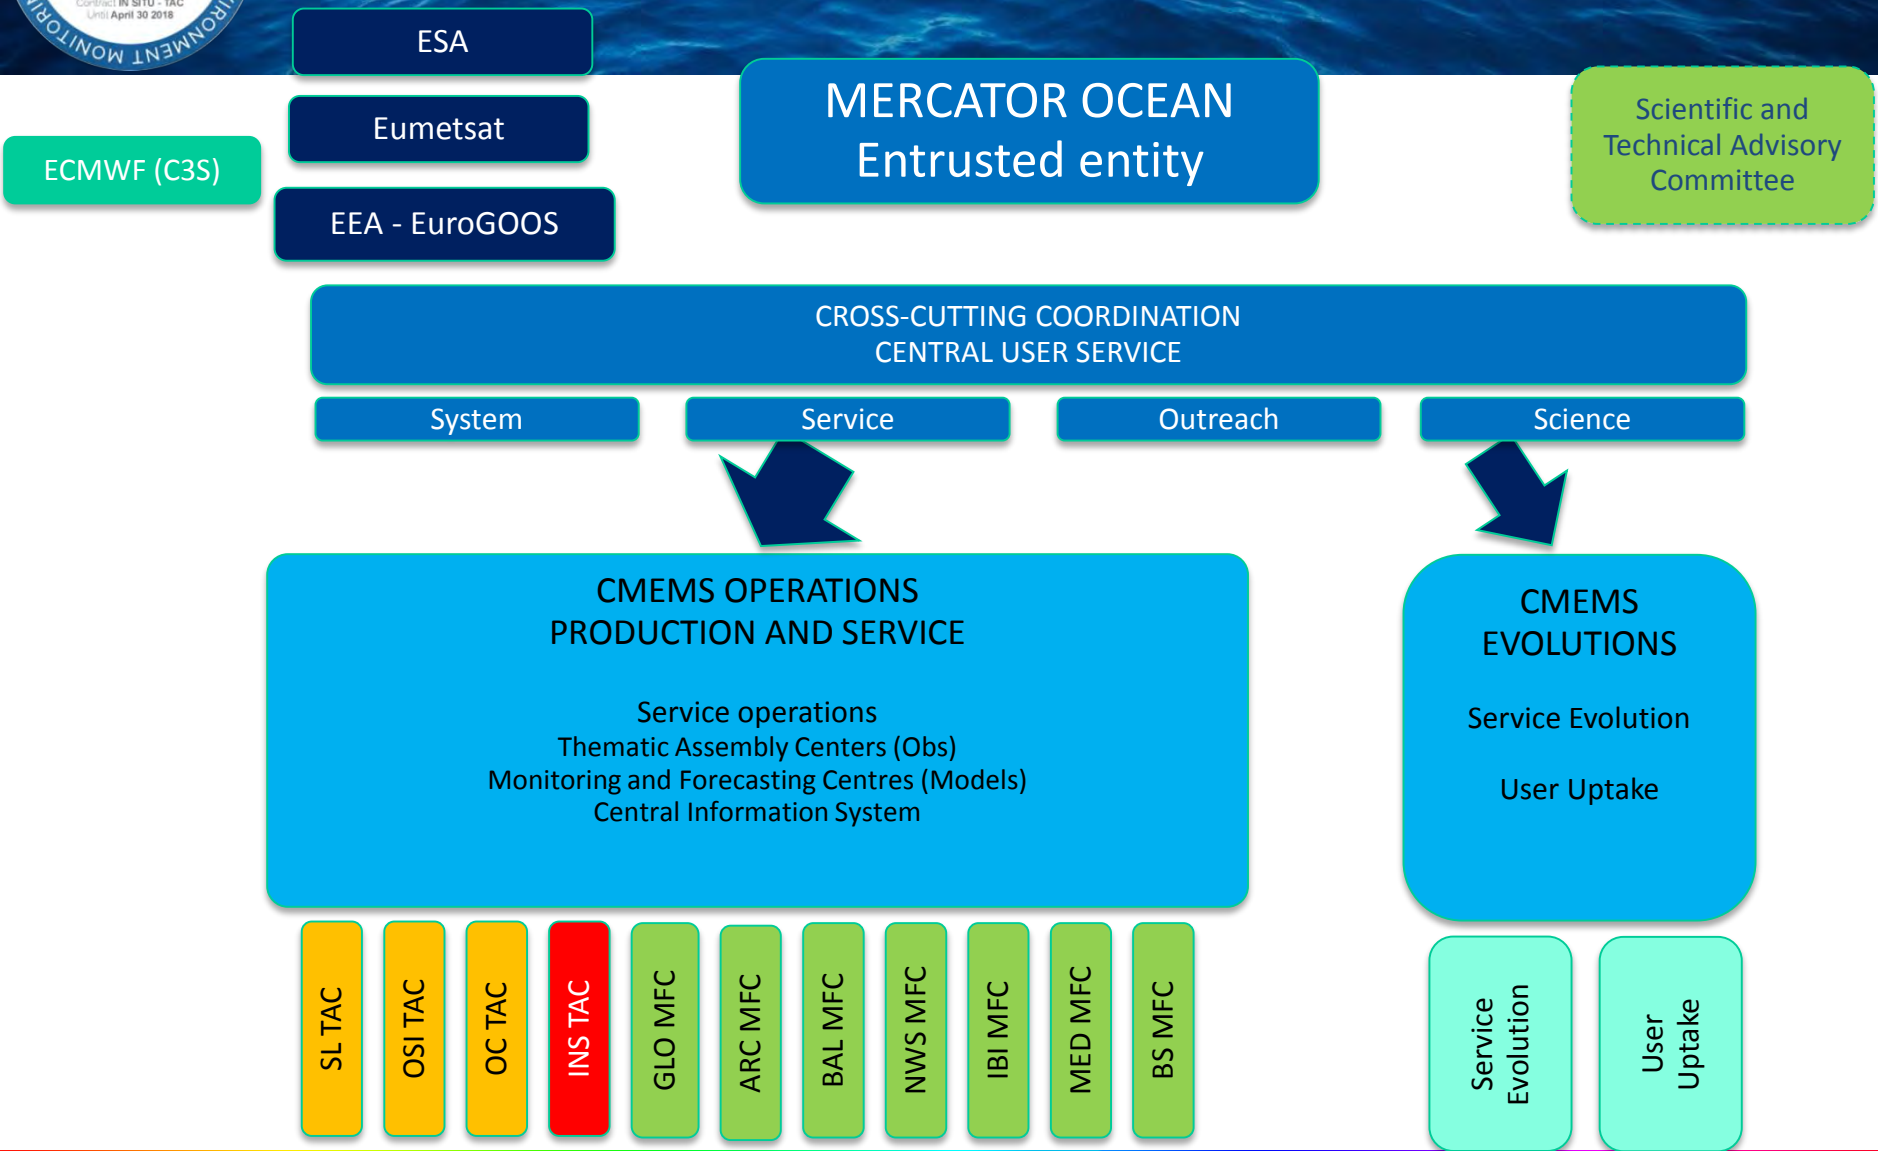 Contract IN SITU - TAC
Until April 30 2018
ONMENT MONITORIN
ESA
Eumetsat
ECMWF (C3S)
EEA - EuroGOOS
MERCATOR OCEAN
Entrusted entity
Scientific and
Technical Advisory
Committee
CROSS-CUTTING COORDINATION
CENTRAL USER SERVICE
System
Service
Outreach
Science
CMEMS OPERATIONS
PRODUCTION AND SERVICE
Service operations
Thematic Assembly Centers (Obs)
Monitoring and Forecasting Centres (Models)
Central Information System
CMEMS
EVOLUTIONS
Service Evolution
User Uptake
SL TAC
OSI TAC
OC TAC
INS TAC
GLO MFC
ARC MFC
BAL MFC
NWS MFC
IBI MFC
MED MFC
BS MFC
Service
Evolution
User
Uptake